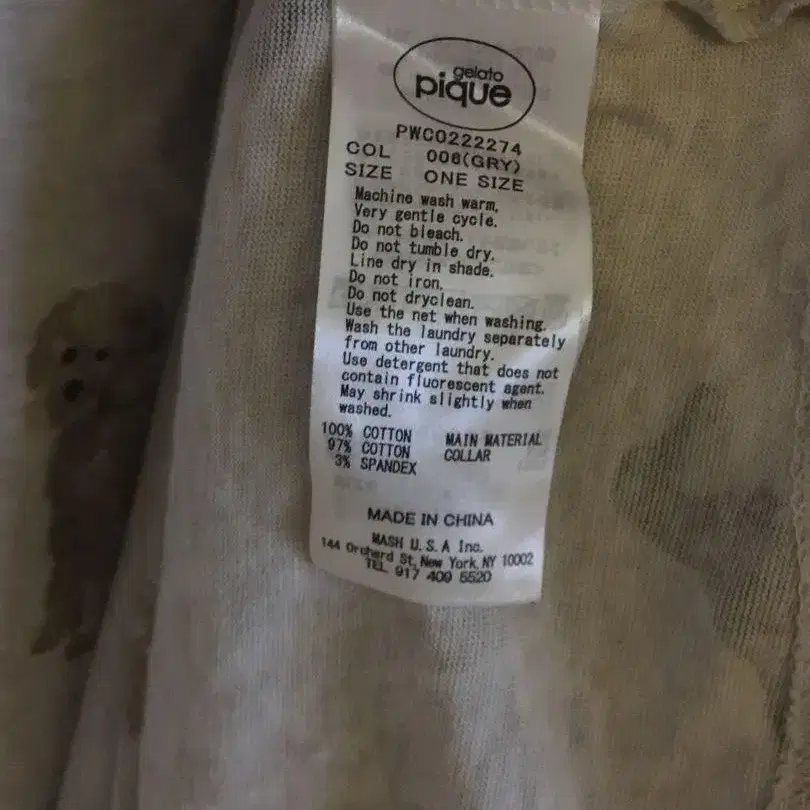 gelato
pique
PWC0222274
COL 006(GRY)
SIZE ONE SIZE
Machine wash warm,
Very gentle cycle.
Do not bleach.
Do not tumble dry.
Line dry in shade.
Do not iron.
Do not dryclean.
Use the net when washing.
Wash the laundry separately
from other laundry.
Use detergent that does not
contain fluorescent agent.
May shrink slightly when
washed.
100% COTTON MAIN MATERIAL
97% COTTON COLLAR
3% SPANDEX
MADE IN CHINA
MASH U.S.A Inc.
144 Orchard St, New York, NY 10002
TEL 917 409 5520